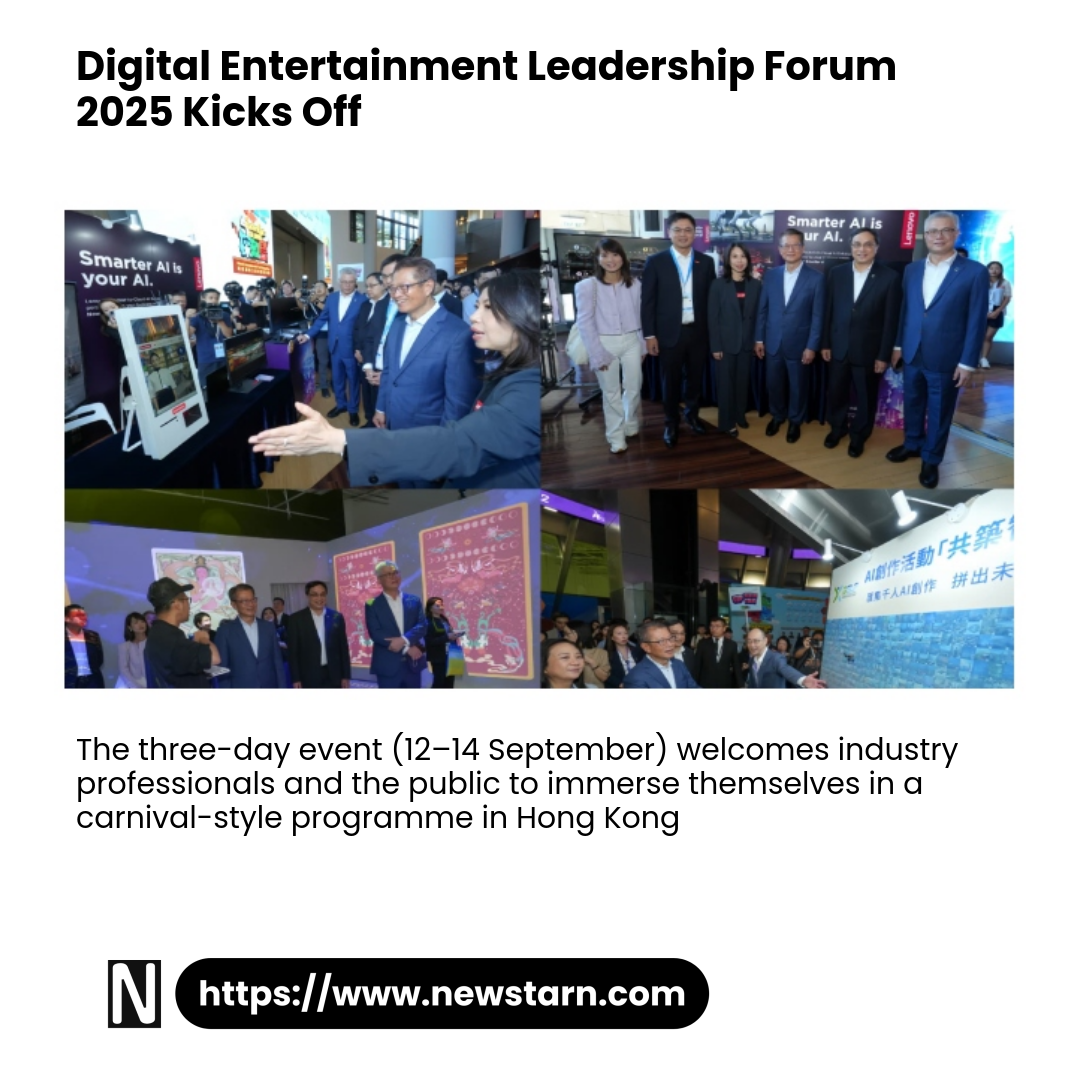 Digital Entertainment Leadership Forum
2025 Kicks Off
Smarter AI is
your AI.
Lenovo
Smarter AI is
ur AI.
Lenovo
AI創作活動「共築
匯集千人AI創作 拼出未
The three-day event (12–14 September) welcomes industry
professionals and the public to immerse themselves in a
carnival-style programme in Hong Kong
N
https://www.newstarn.com